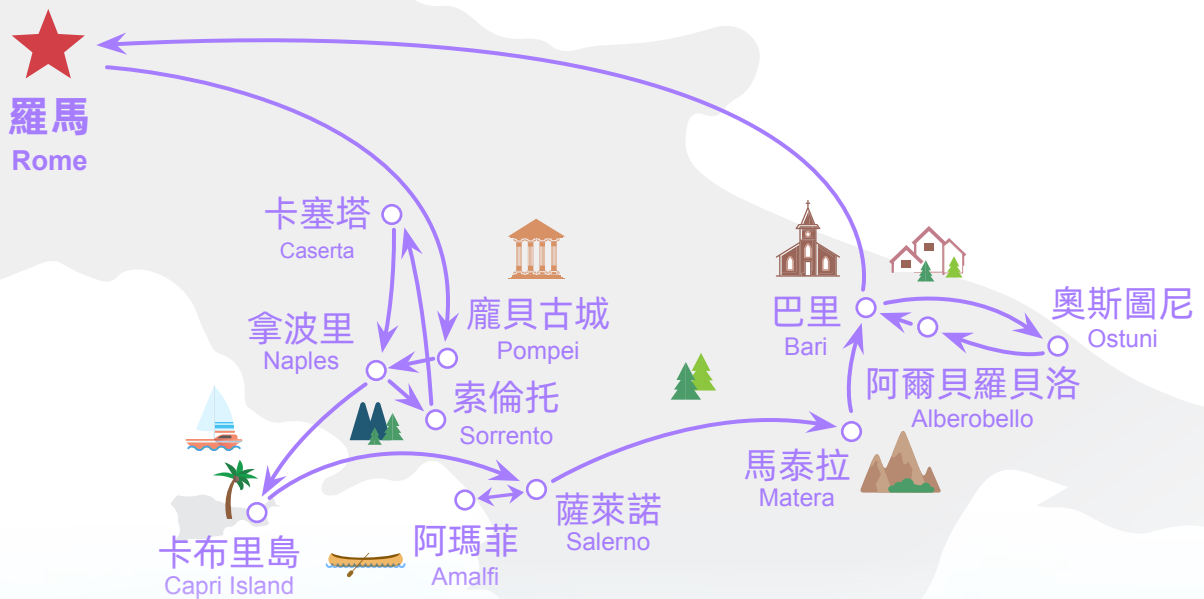 羅馬
Rome
卡塞塔
Caserta
拿波里
Naples
龐貝古城
Pompei
索倫托
Sorrento
卡布里島
Capri Island
阿瑪菲
Amalfi
薩萊諾
Salerno
馬泰拉
Matera
巴里
Bari
阿爾貝羅貝洛
Alberobello
奧斯圖尼
Ostuni